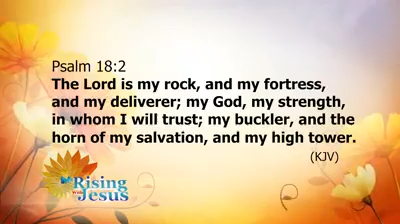 Psalm 18:2
The Lord is my rock, and my fortress,
and my deliverer; my God, my strength,
in whom I will trust; my buckler, and the
horn of my salvation, and my high tower.
(KJV)
Rising
With
Jesus